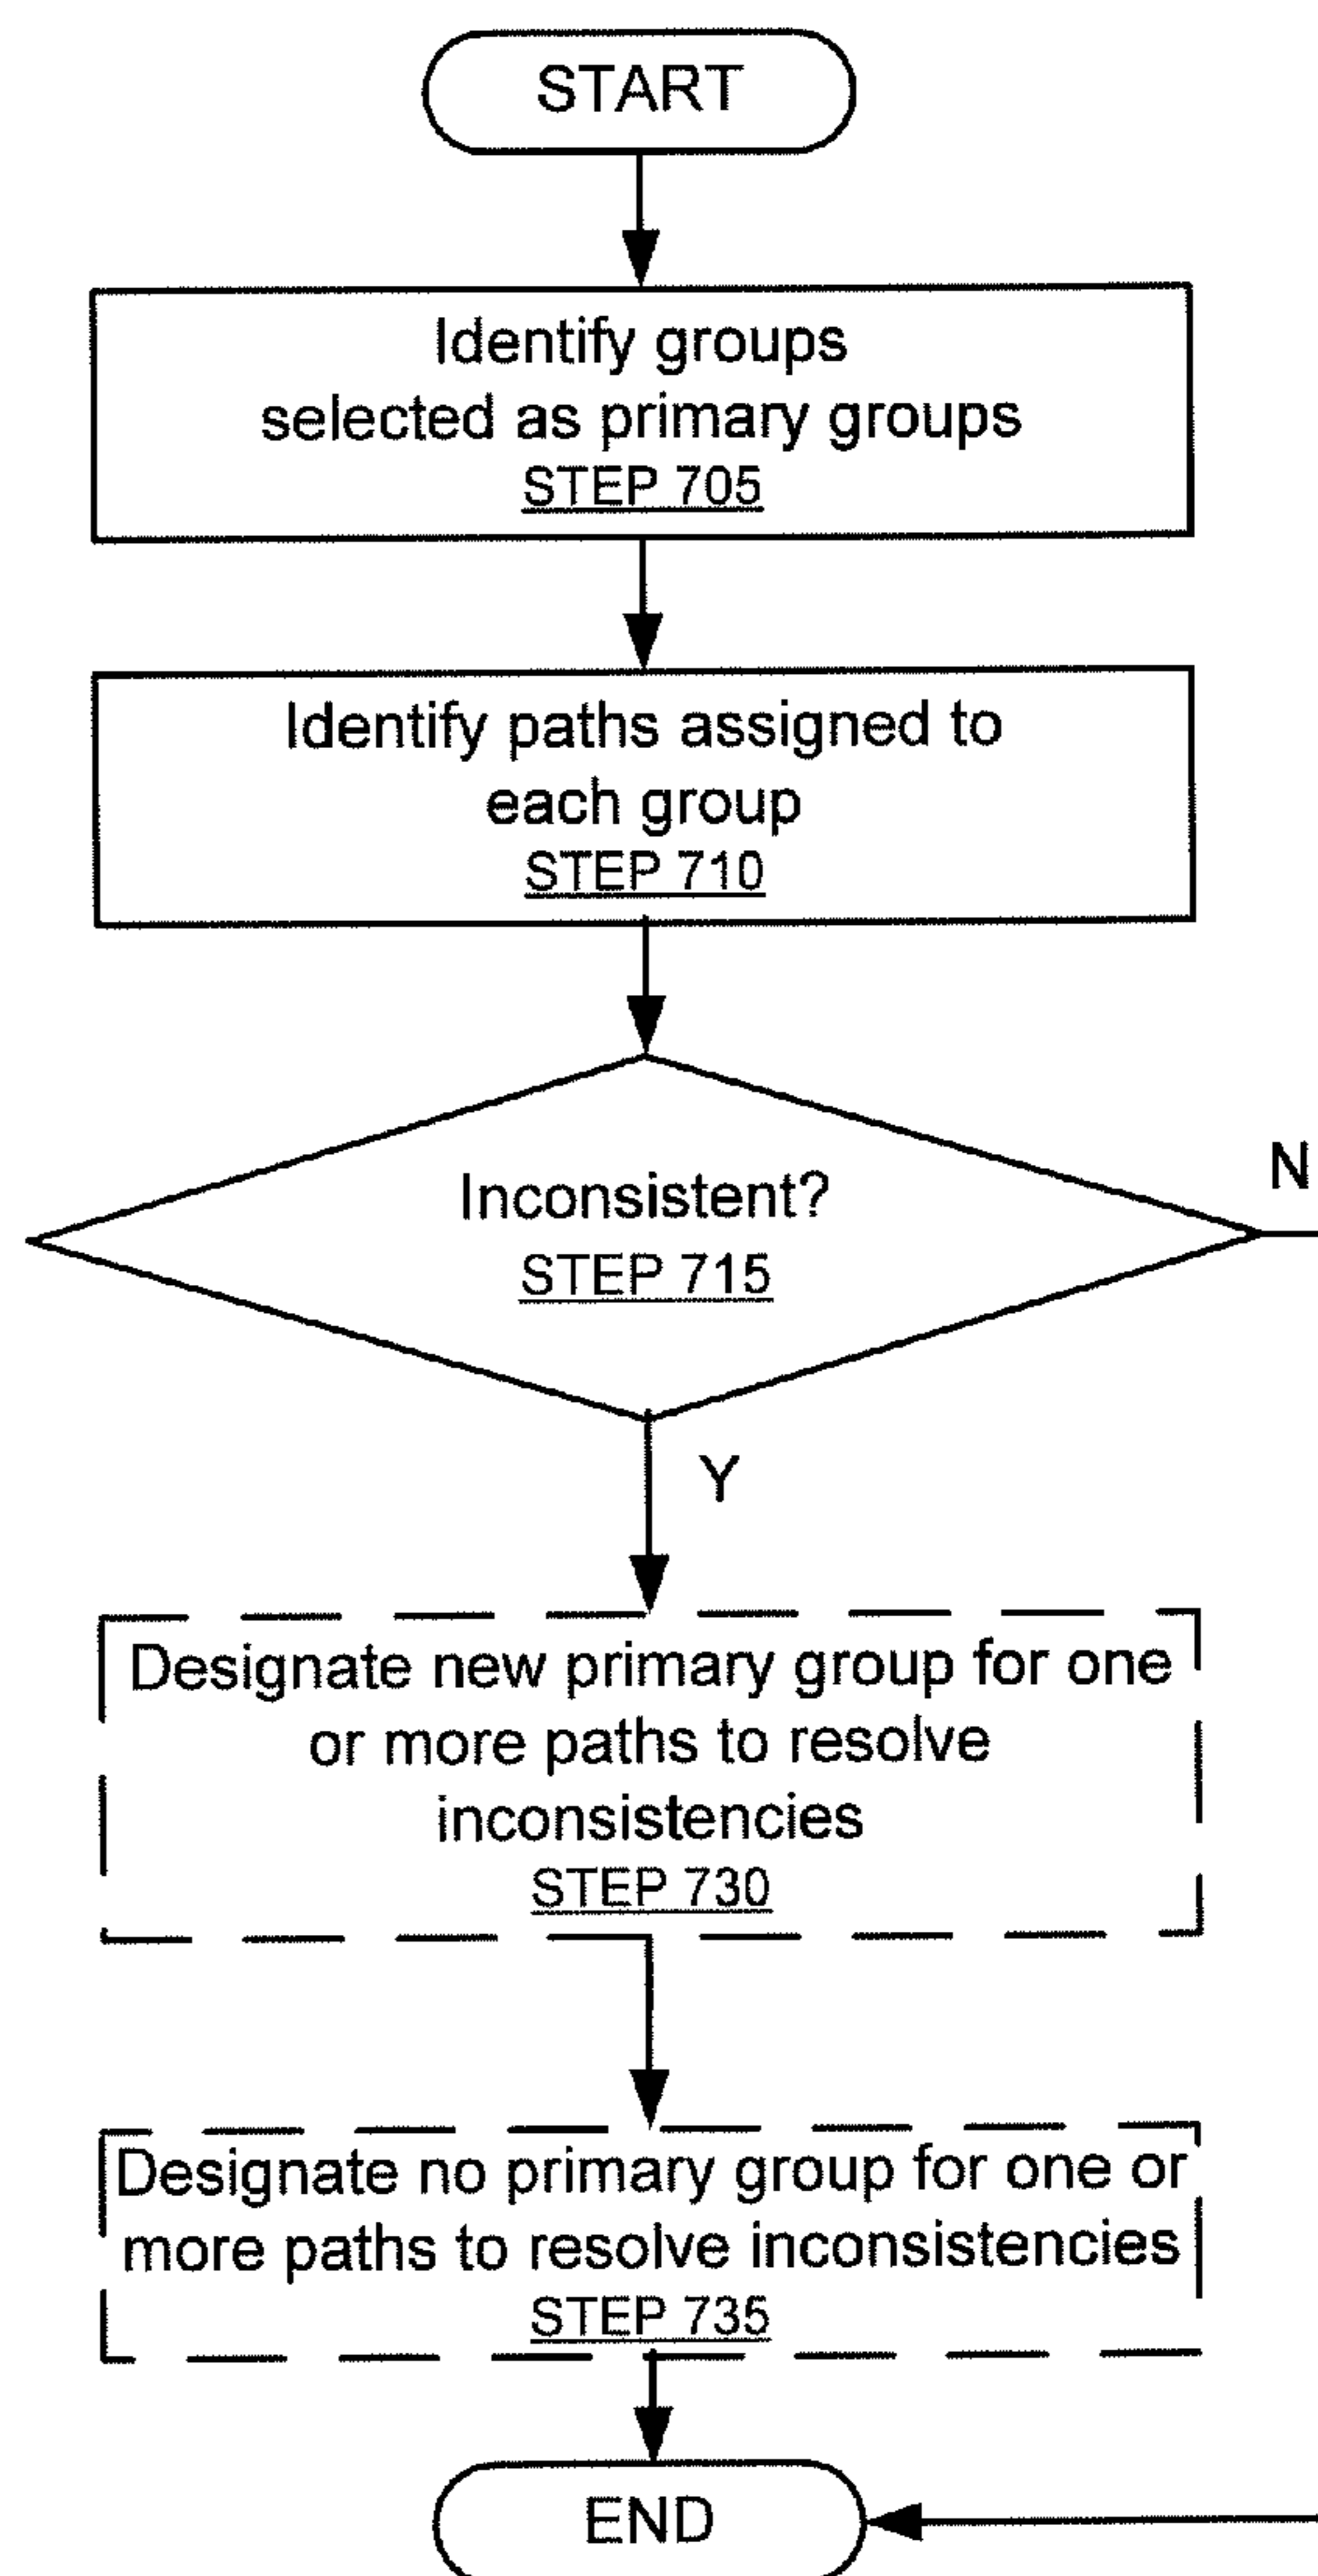 START
Identify groups
selected as primary groups
STEP 705
Identify paths assigned to
each group
STEP 710
Inconsistent?
STEP 715
N
Y
Designate new primary group for one
or more paths to resolve
inconsistencies
STEP 730
Designate no primary group for one or
more paths to resolve inconsistencies
STEP 735
END